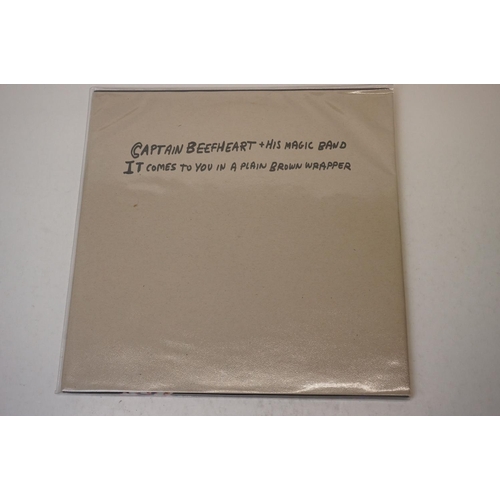 CAPTAIN BEEFHEART + HIS MAGIC BAND
IT COMES TO YOU IN A PLAIN BROWN WRAPPER